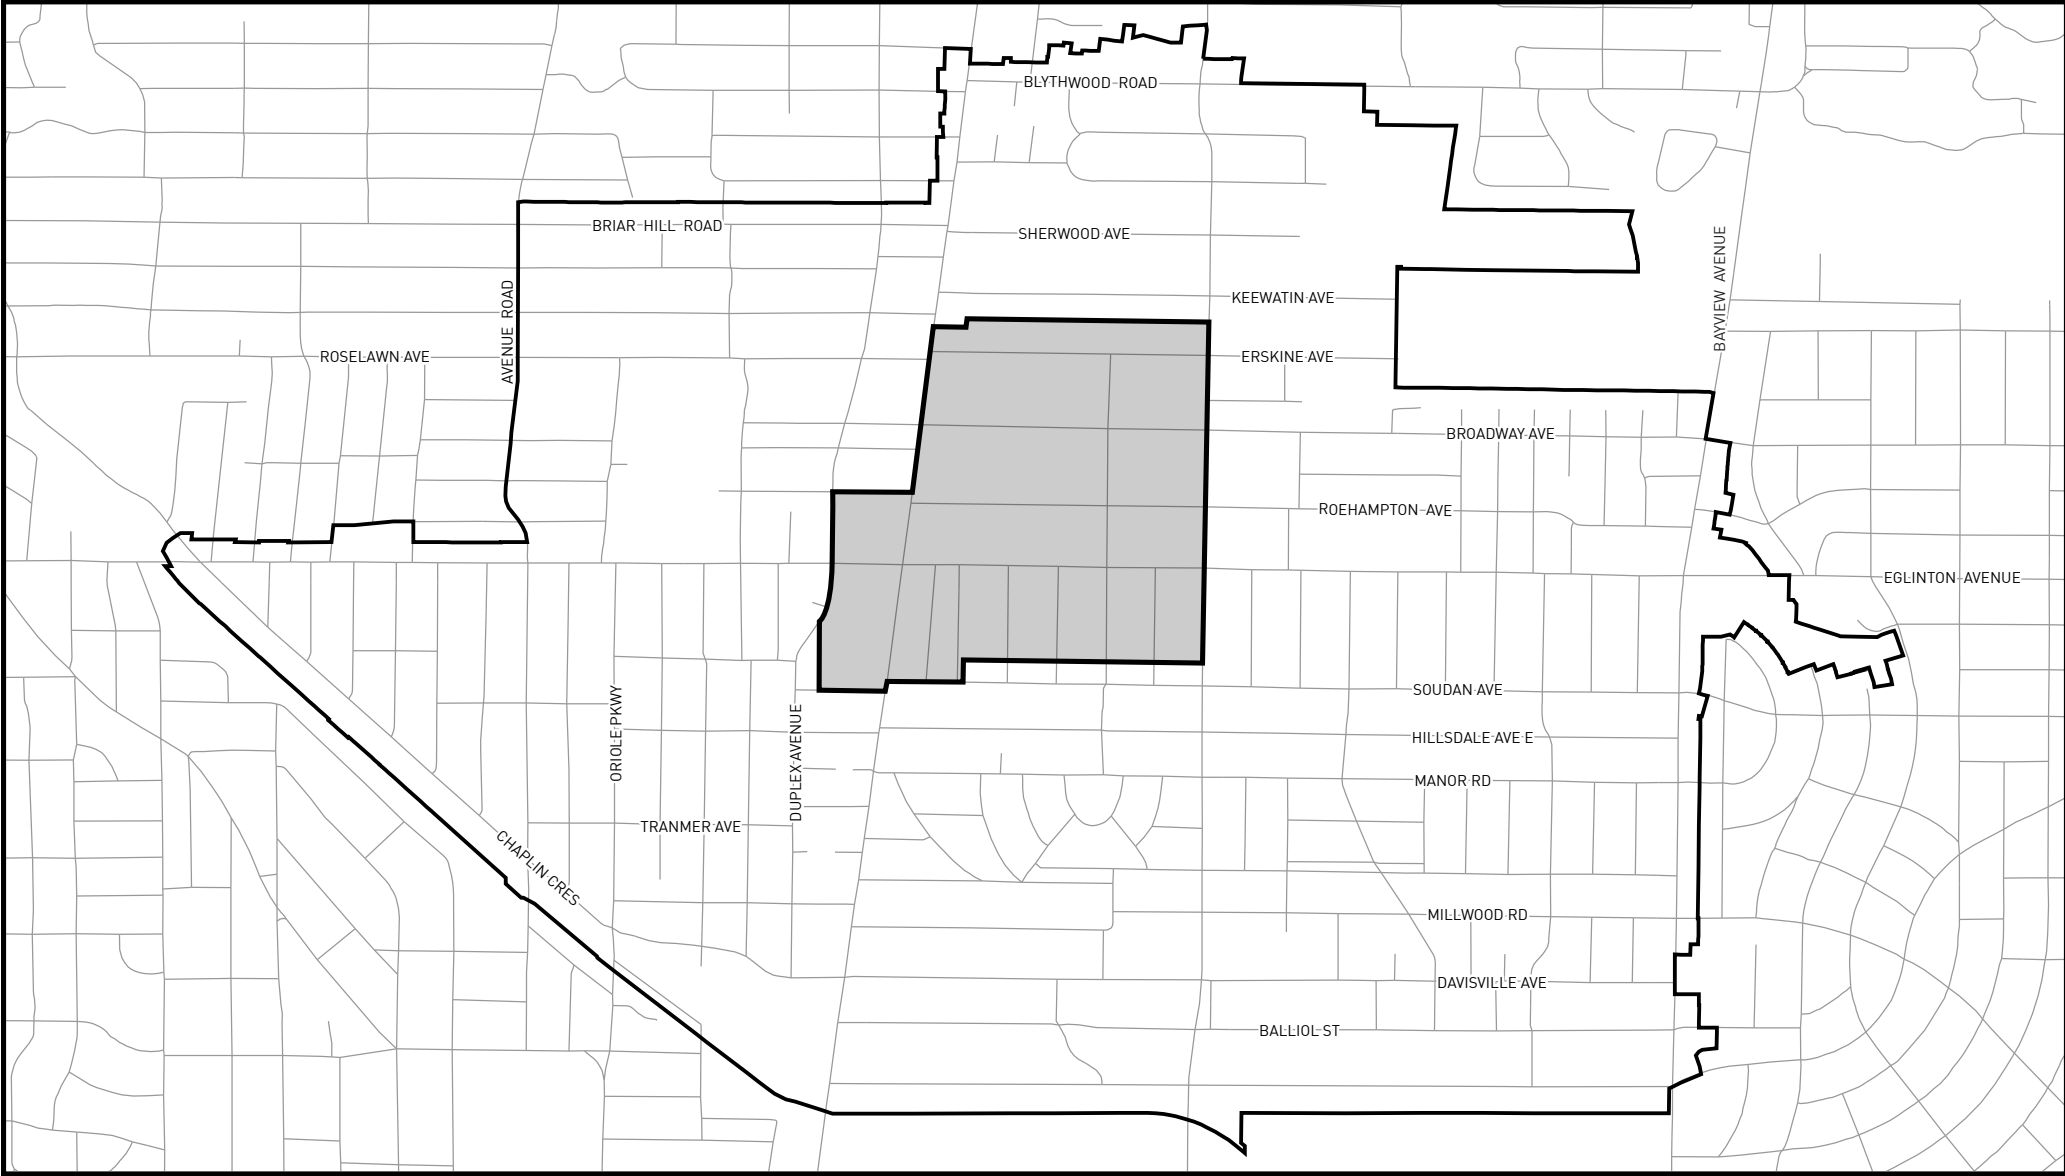 BLYTHWOOD ROAD
BRIAR HILL ROAD
SHERWOOD AVE
BAYVIEW AVENUE
AVENUE ROAD
KEEWATIN AVE
ROSELAWN AVE
ERSKINE AVE
BROADWAY AVE
ROEHAMPTON AVE
EGLINTON AVENUE
SOUDAN AVE
ORIOLE PKWY
DUPLEX AVENUE
HILLSDALE AVE E
MANOR RD
TRANMER AVE
CHAPLIN CRES
MILLWOOD RD
DAVISVILLE AVE
BALLIOL ST